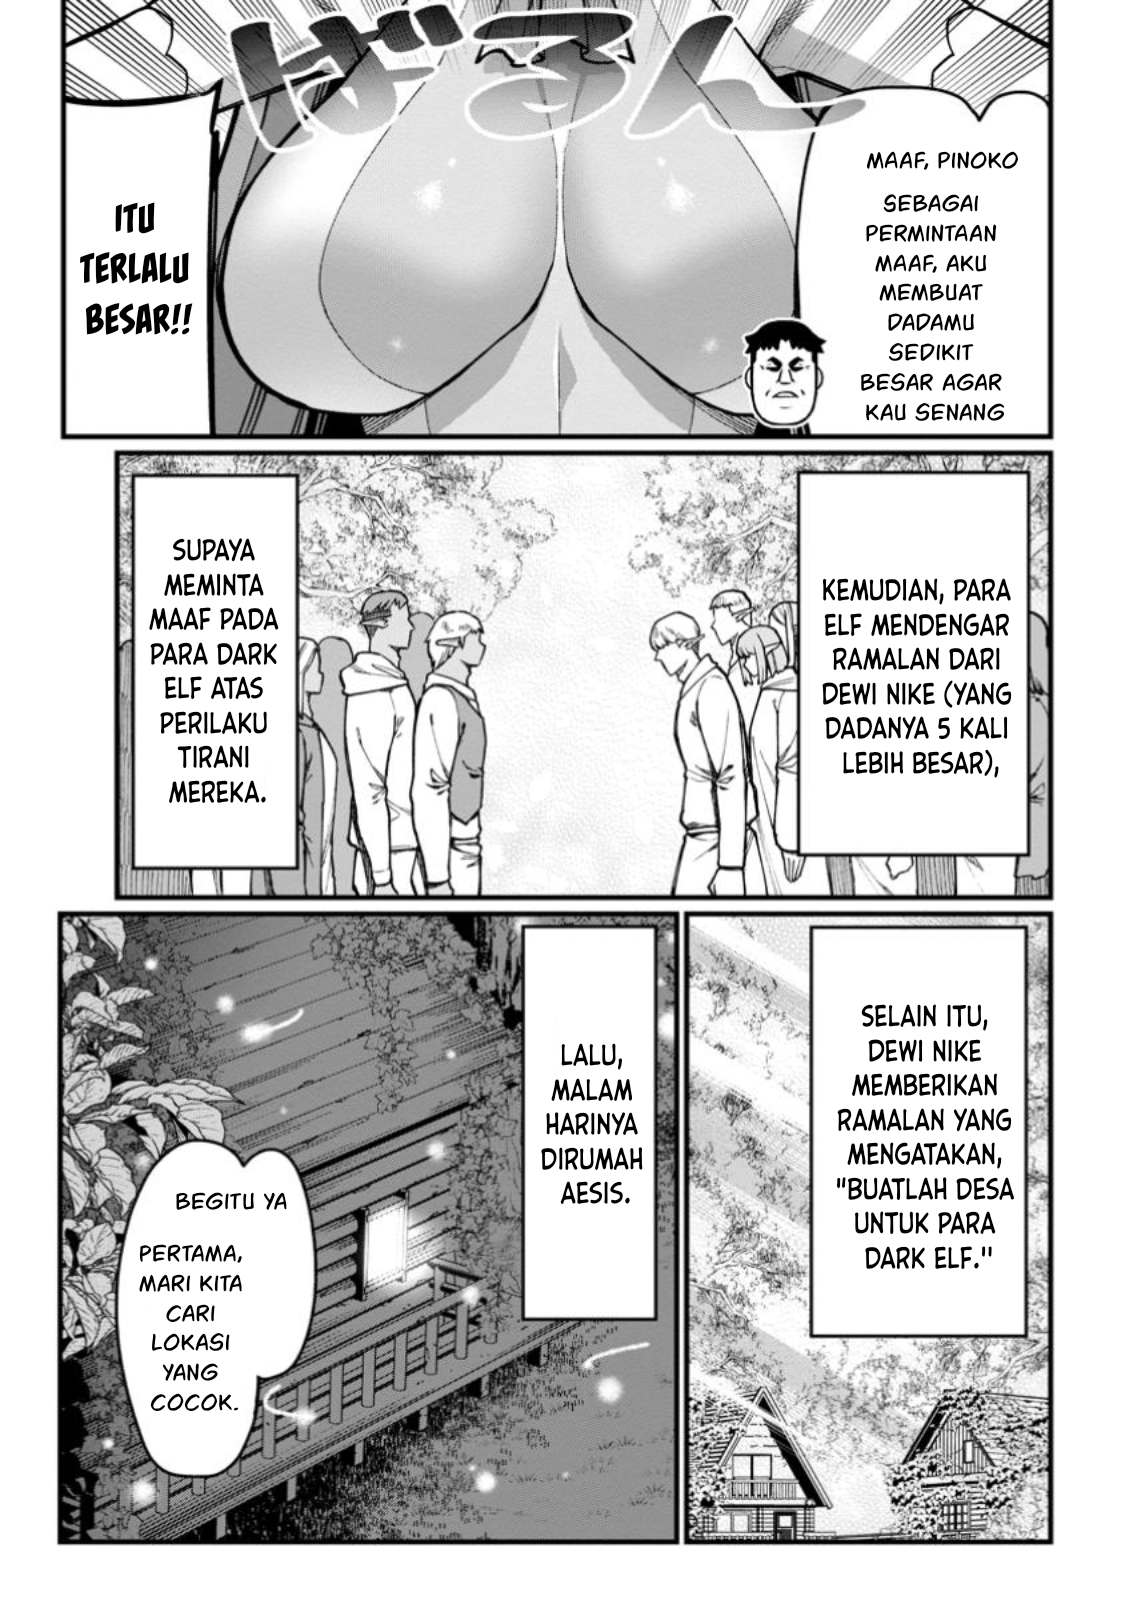 ばるん
MAAF, PINOKO
SEBAGAI
PERMINTAAN
MAAF, AKU
MEMBUAT
DADAMU
SEDIKIT
BESAR AGAR
KAU SENANG
ITU
TERLALU
BESAR!!
KEMUDIAN, PARA
ELF MENDENGAR
RAMALAN DARI
DEWI NIKE (YANG
DADANYA 5 KALI
LEBIH BESAR),
SUPAYA
MEMINTA
MAAF PADA
PARA DARK
ELF ATAS
PERILAKU
TIRANI
MEREKA.
SELAIN ITU,
DEWI NIKE
MEMBERIKAN
RAMALAN YANG
MENGATAKAN,
"BUATLAH DESA
UNTUK PARA
DARK ELF."
LALU,
MALAM
HARINYA
DIRUMAH
AESIS.
BEGITU YA
PERTAMA,
MARI KITA
CARI
LOKASI
YANG
COCOK.